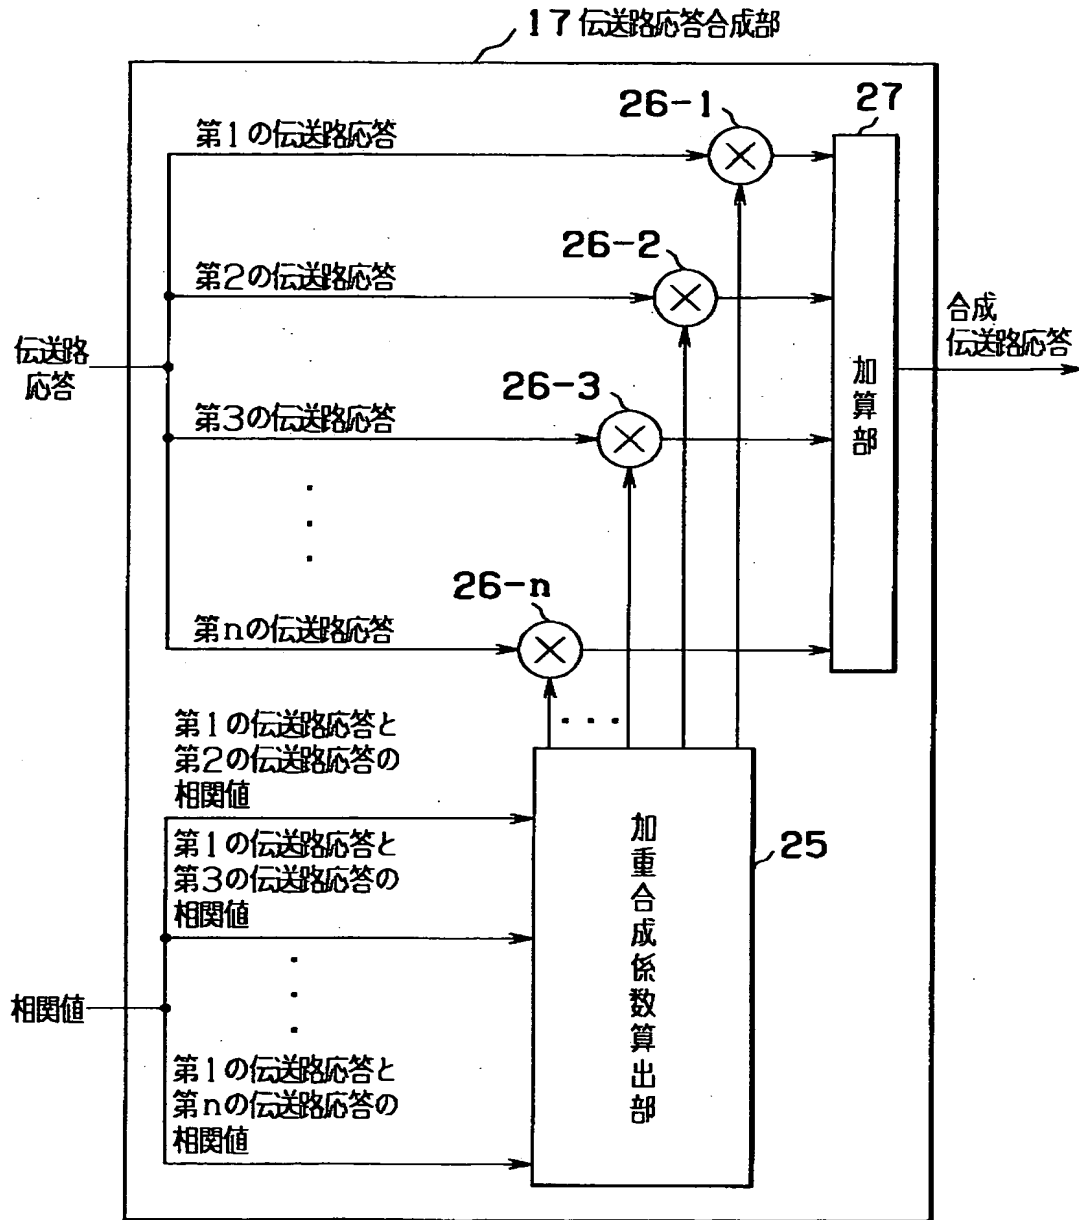 17 伝送路応答合成部
26-1
27
第1の伝送路応答
26-2
第2の伝送路応答
合成
伝送路応答
伝送路
応答
26-3
第3の伝送路応答
加算部
26-n
第nの伝送路応答
第1の伝送路応答と
第2の伝送路応答の
相関値
第1の伝送路応答と
第3の伝送路応答の
相関値
加重合成係数算出部
25
相関値
第1の伝送路応答と
第nの伝送路応答の
相関値